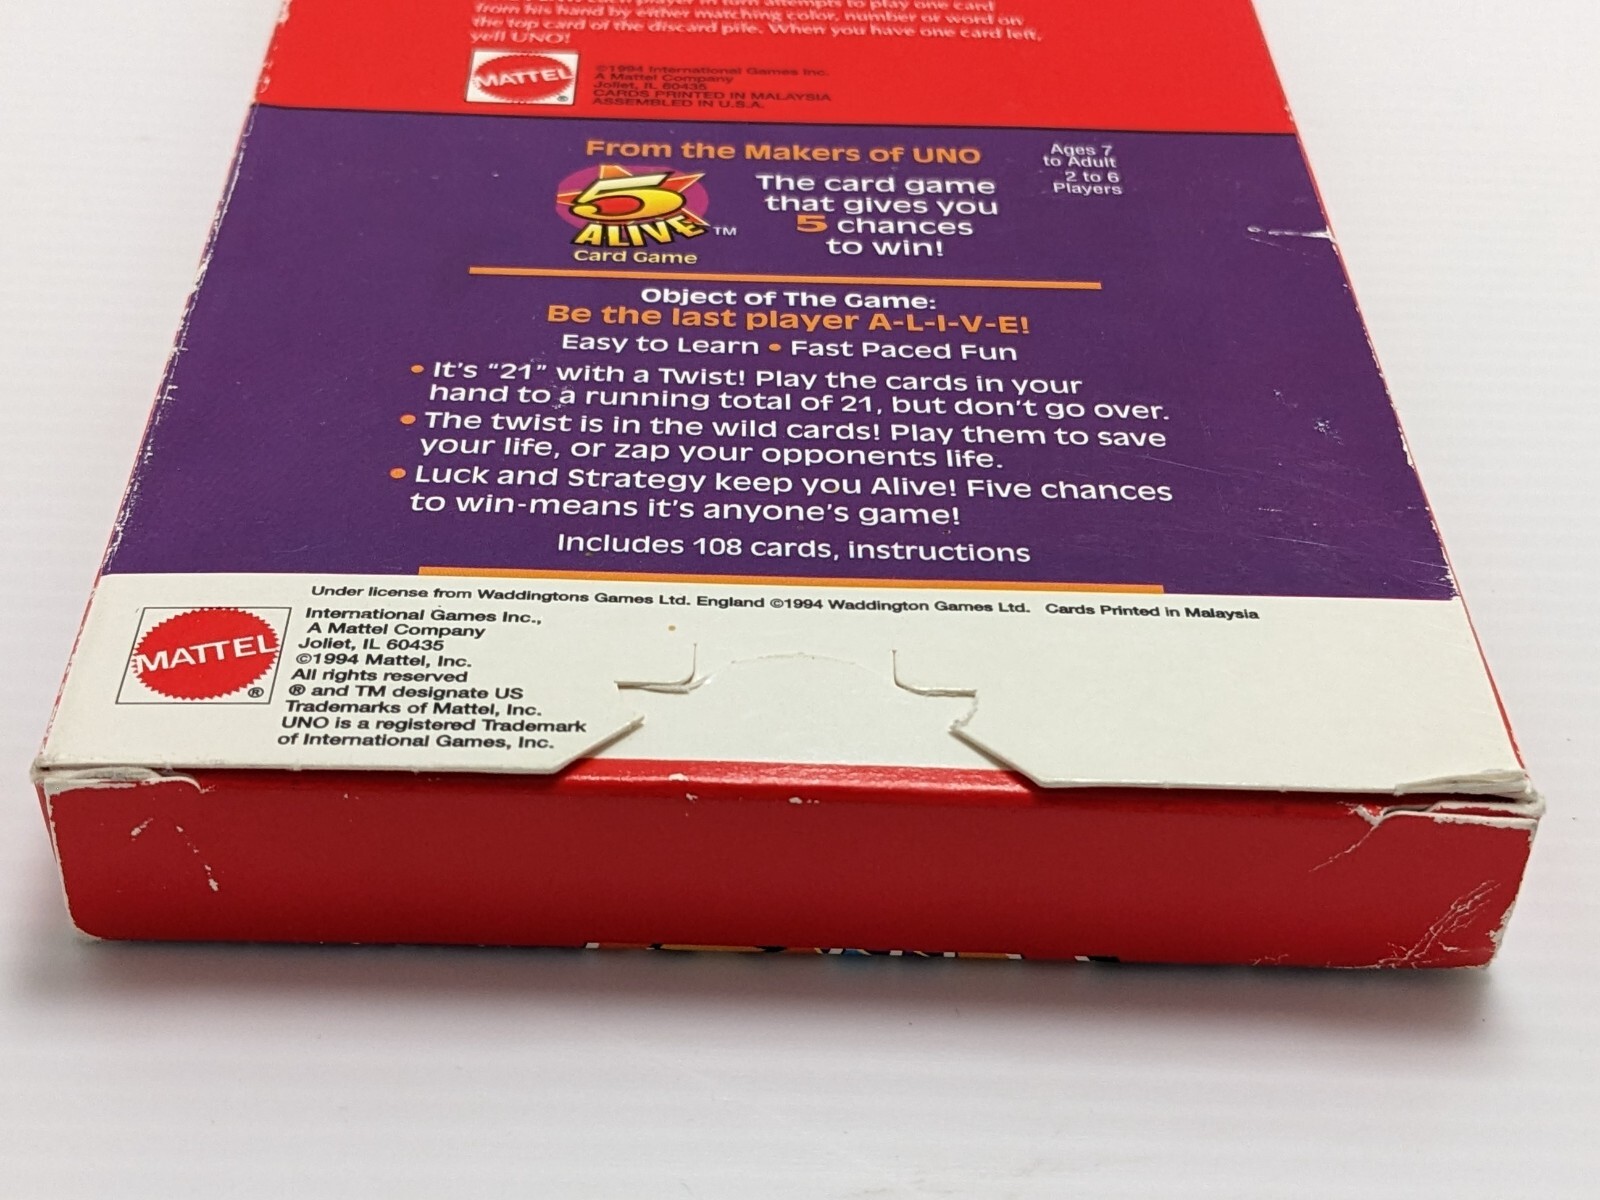 from his hand by either matching color, number or word on
the top card of the discard pile. When you have one card left,
yell UNO!
MATTEL ®
©1994 International Games Inc.
A Mattel Company
Joliet, IL 60435
CARDS PRINTED IN MALAYSIA
ASSEMBLED IN U.S.A.
From the Makers of UNO
5
ALIVE™
Card Game
The card game
that gives you
5 chances
to win!
Ages 7
to Adult
2 to 6
Players
Object of The Game:
Be the last player A-L-I-V-E!
Easy to Learn • Fast Paced Fun
• It's "21" with a Twist! Play the cards in your
hand to a running total of 21, but don't go over.
• The twist is in the wild cards! Play them to save
your life, or zap your opponents life.
• Luck and Strategy keep you Alive! Five chances
to win-means it's anyone's game!
Includes 108 cards, instructions
Under license from Waddingtons Games Ltd. England ©1994 Waddington Games Ltd. Cards Printed in Malaysia
MATTEL ®
International Games Inc.,
A Mattel Company
Joliet, IL 60435
©1994 Mattel, Inc.
All rights reserved
® and TM designate US
Trademarks of Mattel, Inc.
UNO is a registered Trademark
of International Games, Inc.